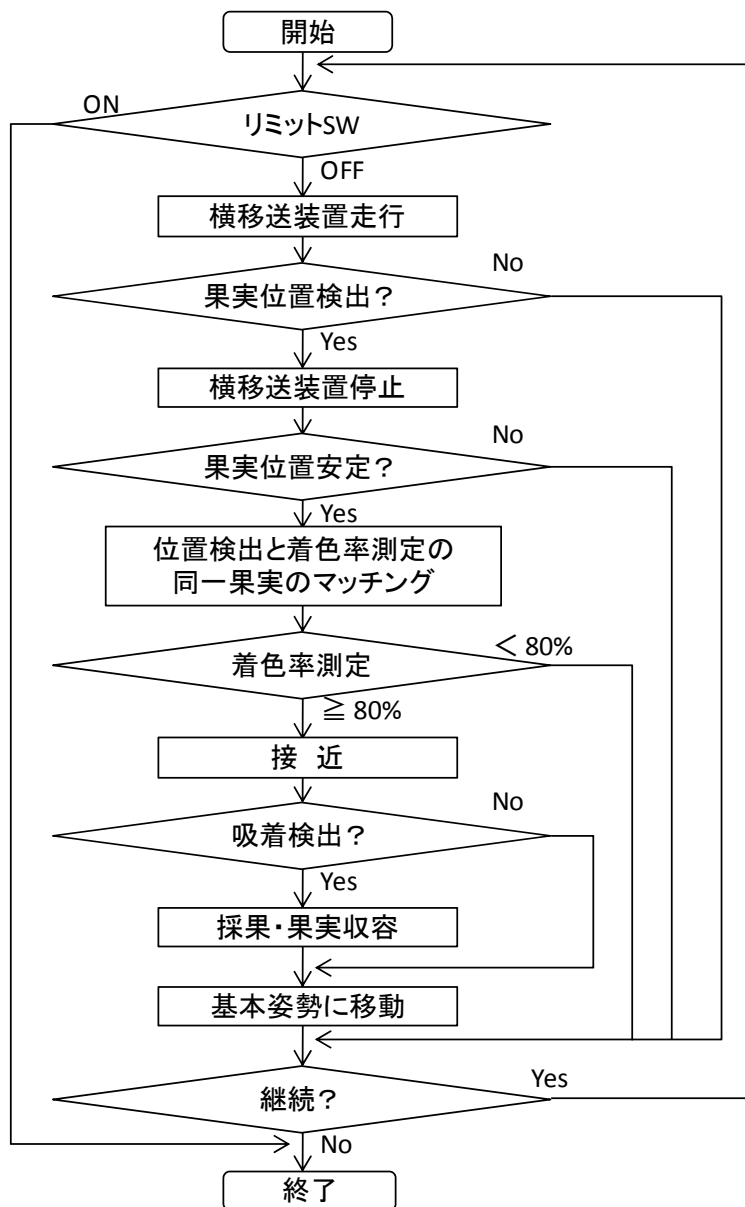 開始
ON
リミットSW
OFF
横移送装置走行
No
果実位置検出？
Yes
横移送装置停止
No
果実位置安定？
Yes
位置検出と着色率測定の
同一果実のマッチング
＜80%
着色率測定
≧80%
接　近
No
吸着検出？
Yes
採果・果実収容
基本姿勢に移動
Yes
継続？
No
終了